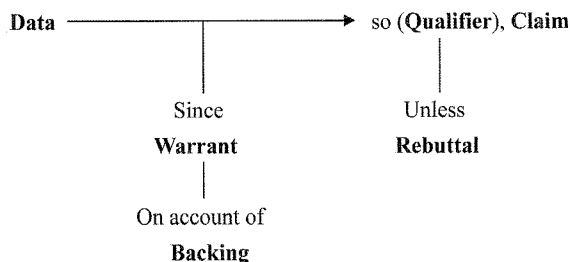 Data so (Qualifier), Claim
Since Unless
Warrant Rebuttal
On account of
Backing